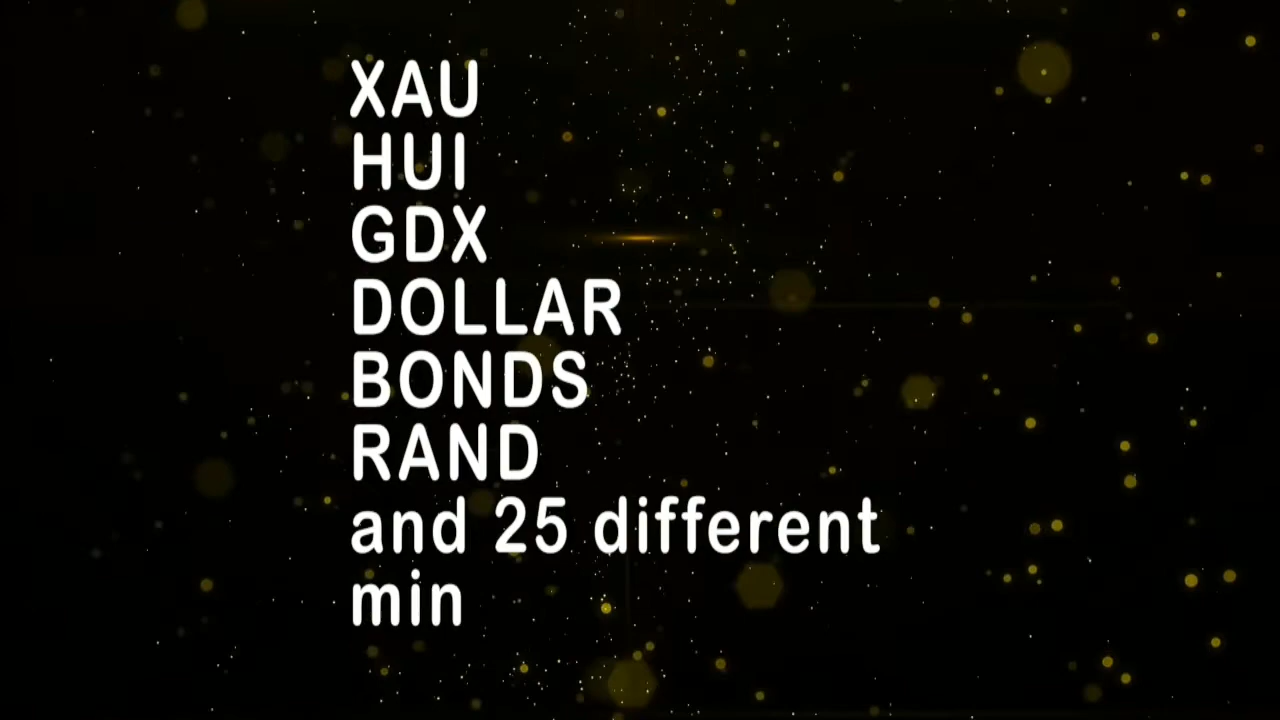 XAU
HUI
GDX
DOLLAR
BONDS
RAND
and 25 different
min